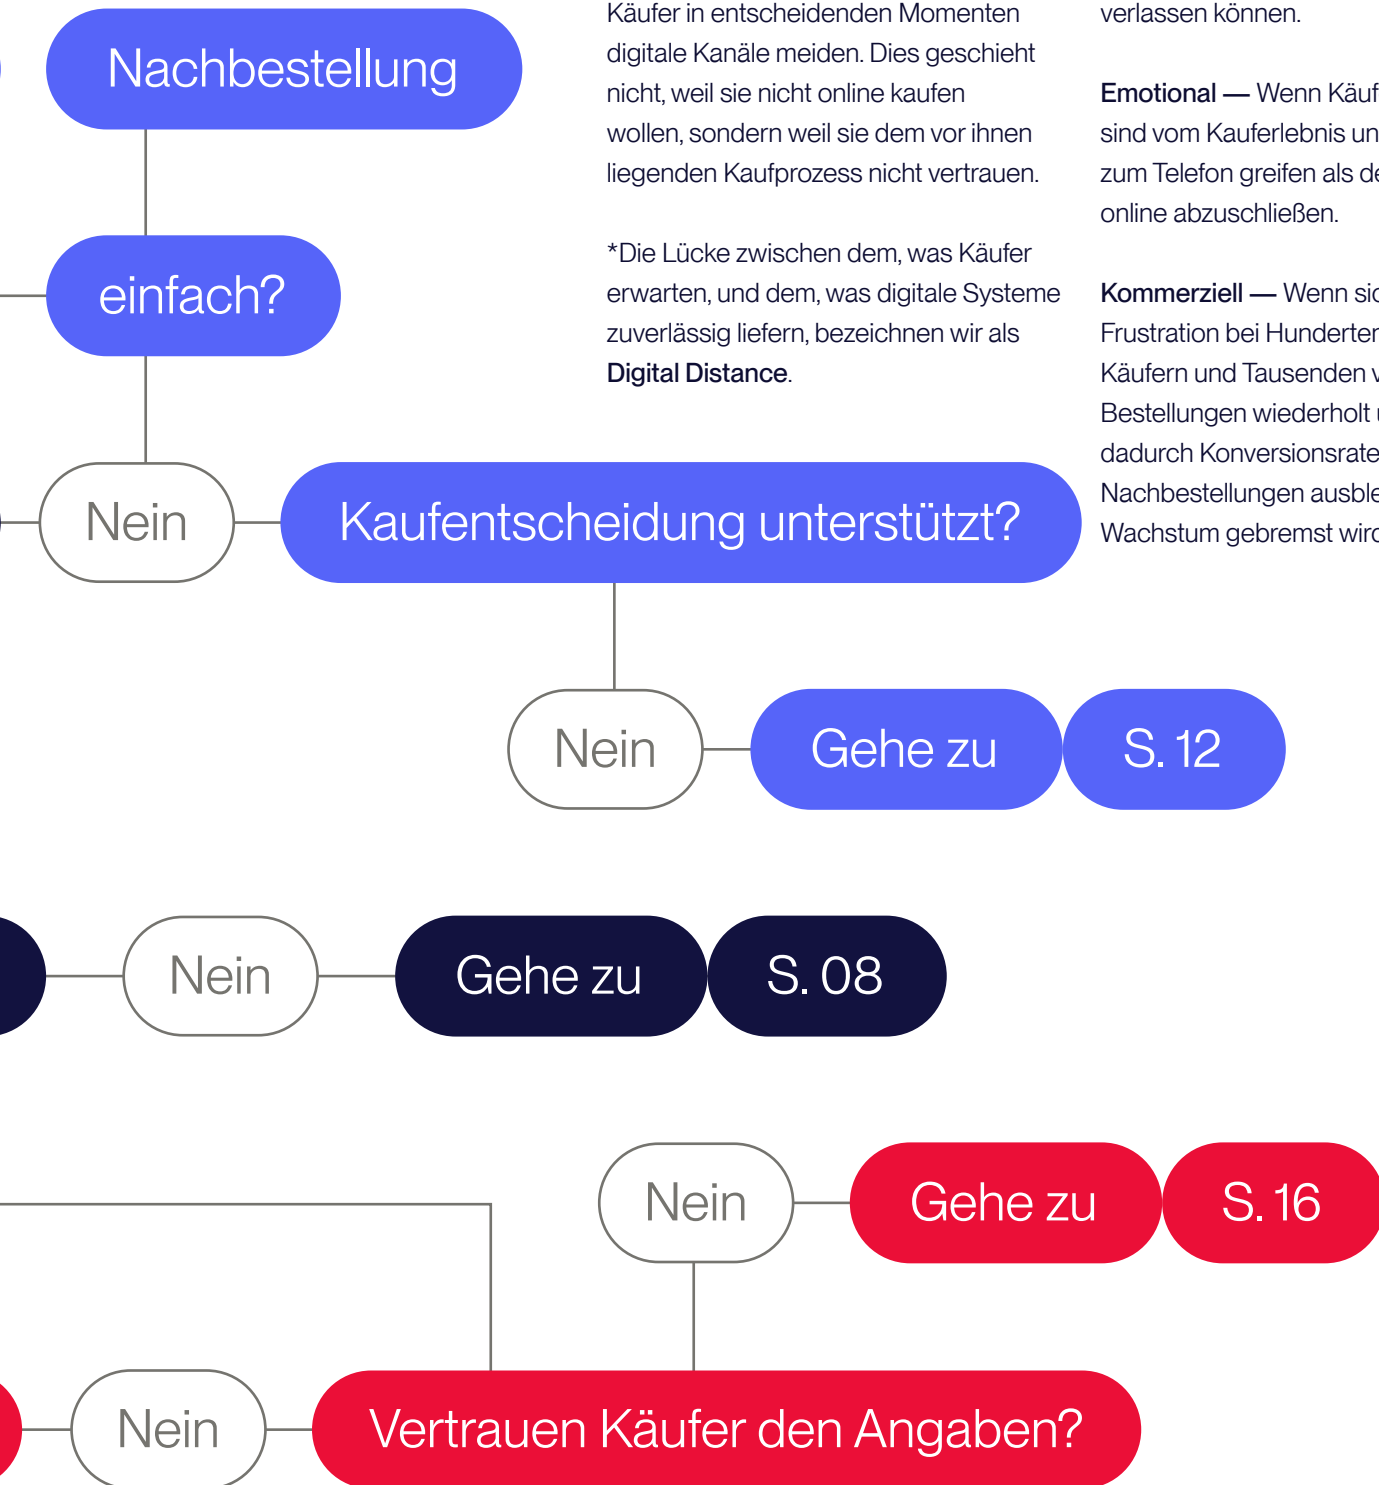 Käufer in entscheidenden Momenten
digitale Kanäle meiden. Dies geschieht
nicht, weil sie nicht online kaufen
wollen, sondern weil sie dem vor ihnen
liegenden Kaufprozess nicht vertrauen.
*Die Lücke zwischen dem, was Käufer
erwarten, und dem, was digitale Systeme
zuverlässig liefern, bezeichnen wir als
Digital Distance.
verlassen können.
Emotional — Wenn
sind vom Kauferlebnis
zum Telefon greifen als
online abzuschließen.
Kommerziell — Wenn
Frustration bei
Käufern und Tausenden
Bestellungen wiederholt
dadurch
Nachbestellungen
Wachstum gebremst
Nachbestellung
einfach?
Nein
Kaufentscheidung unterstützt?
Nein
Gehe zu
S. 12
Nein
Gehe zu
S. 08
Nein
Gehe zu
S. 16
Nein
Vertrauen Käufer den Angaben?